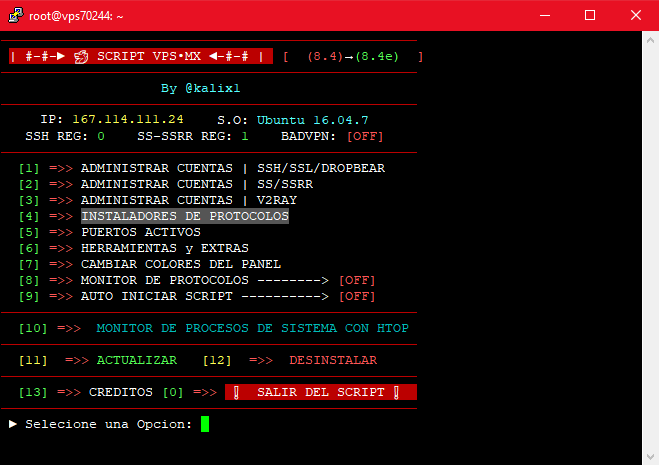 root@vps70244: ~
| #-#-► SCRIPT VPS•MX ◄-#-# | [ (8.4)→(8.4e) ]
By @kalix1
IP: 167.114.111.24 S.O: Ubuntu 16.04.7
SSH REG: 0 SS-SSRR REG: 1 BADVPN: [OFF]
[1] =>> ADMINISTRAR CUENTAS | SSH/SSL/DROPBEAR
[2] =>> ADMINISTRAR CUENTAS | SS/SSRR
[3] =>> ADMINISTRAR CUENTAS | V2RAY
[4] =>> INSTALADORES DE PROTOCOLOS
[5] =>> PUERTOS ACTIVOS
[6] =>> HERRAMIENTAS y EXTRAS
[7] =>> CAMBIAR COLORES DEL PANEL
[8] =>> MONITOR DE PROTOCOLOS --------> [OFF]
[9] =>> AUTO INICIAR SCRIPT ----------> [OFF]
[10] =>> MONITOR DE PROCESOS DE SISTEMA CON HTOP
[11] =>> ACTUALIZAR [12] =>> DESINSTALAR
[13] =>> CREDITOS [0] =>> ❗ SALIR DEL SCRIPT ❗
► Selecione una Opcion: